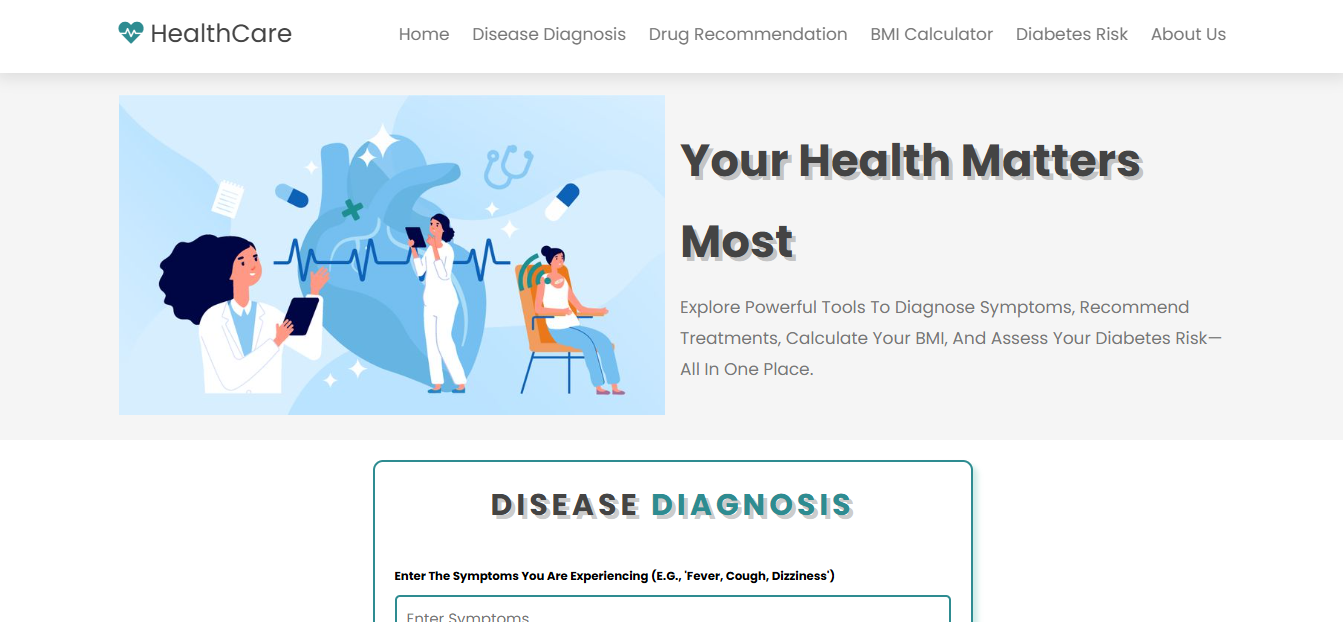 HealthCare
Home Disease Diagnosis Drug Recommendation BMI Calculator Diabetes Risk About Us
Your Health Matters
Most
Explore Powerful Tools To Diagnose Symptoms, Recommend
Treatments, Calculate Your BMI, And Assess Your Diabetes Risk—
All In One Place.
DISEASE DIAGNOSIS
Enter The Symptoms You Are Experiencing (E.G., 'Fever, Cough, Dizziness')
Enter Symptoms